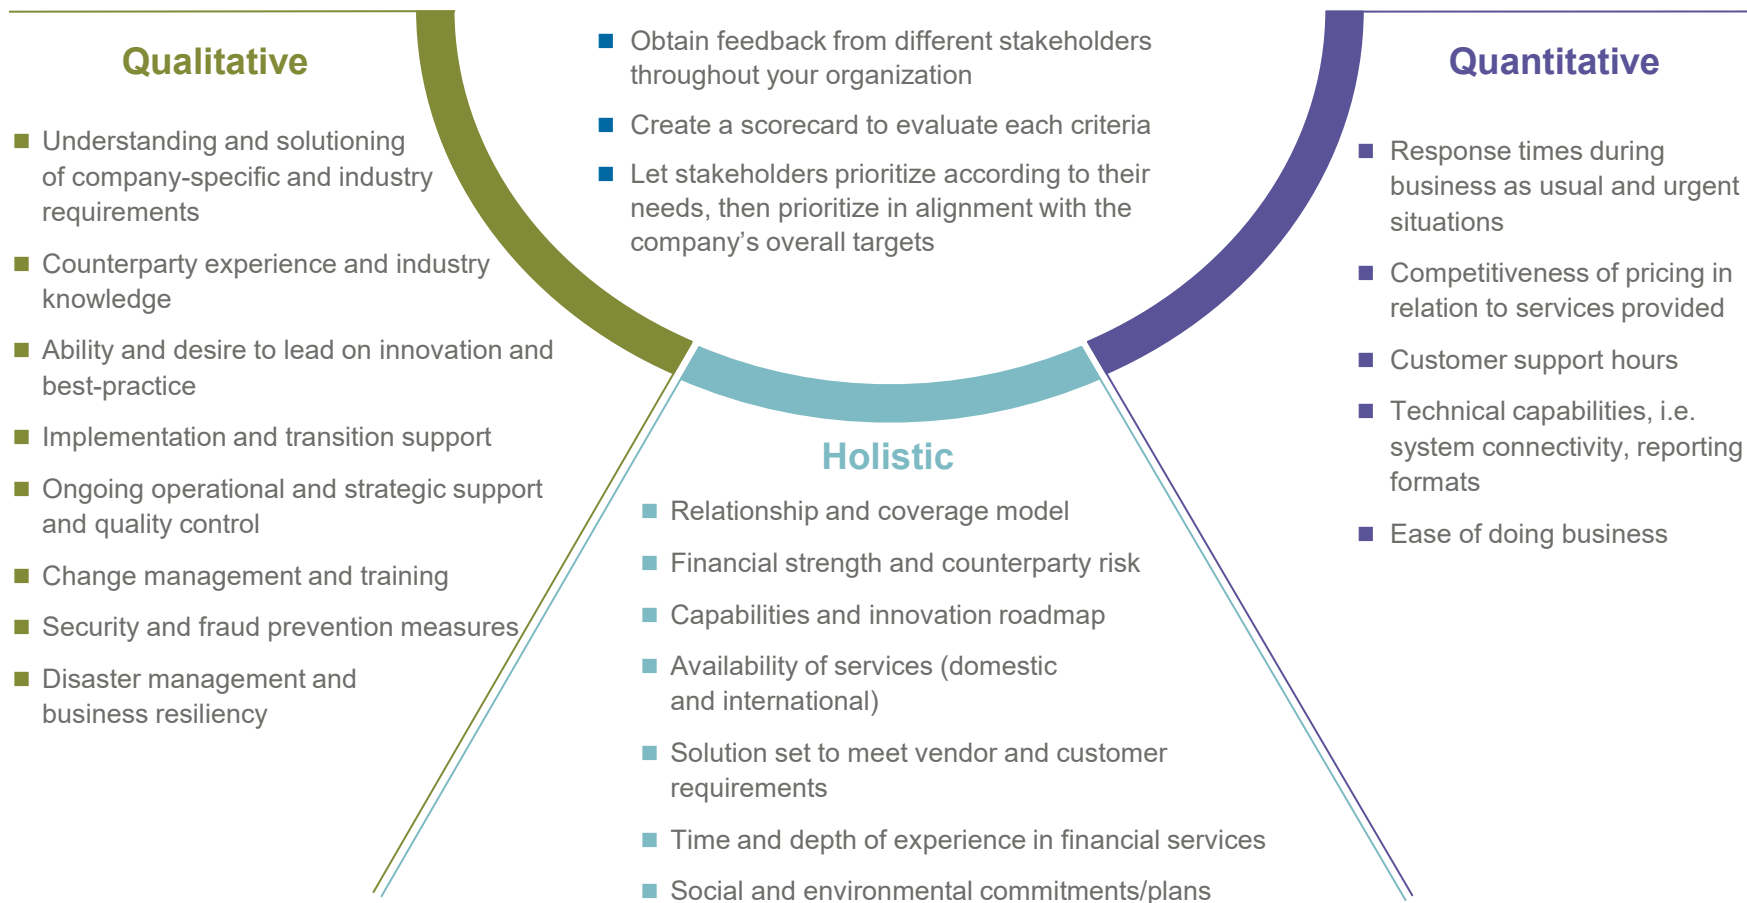 Qualitative
Understanding and solutioning
of company-specific and industry
requirements
Counterparty experience and industry
knowledge
Ability and desire to lead on innovation and
best-practice
Implementation and transition support
Ongoing operational and strategic support
and quality control
Change management and training
Security and fraud prevention measures
Disaster management and
business resiliency
Obtain feedback from different stakeholders
throughout your organization
Create a scorecard to evaluate each criteria
Let stakeholders prioritize according to their
needs, then prioritize in alignment with the
company’s overall targets
Holistic
Relationship and coverage model
Financial strength and counterparty risk
Capabilities and innovation roadmap
Availability of services (domestic
and international)
Solution set to meet vendor and customer
requirements
Time and depth of experience in financial services
Social and environmental commitments/plans
Quantitative
Response times during
business as usual and urgent
situations
Competitiveness of pricing in
relation to services provided
Customer support hours
Technical capabilities, i.e.
system connectivity, reporting
formats
Ease of doing business